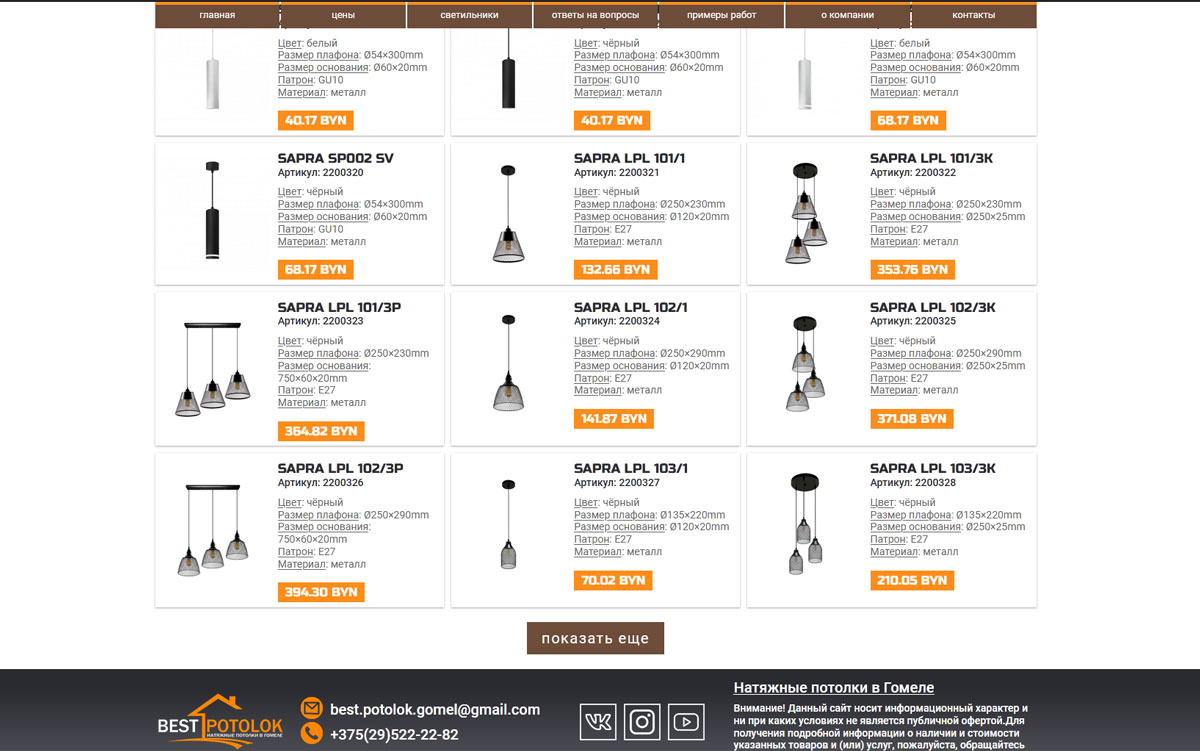 главная
цены
светильники
ответы на вопросы
примеры работ
о компании
контакты
Цвет: белый
Размер плафона: Ø54×300mm
Размер основания: Ø60×20mm
Патрон: GU10
Материал: металл
40.17 BYN
Цвет: чёрный
Размер плафона: Ø54×300mm
Размер основания: Ø60×20mm
Патрон: GU10
Материал: металл
40.17 BYN
Цвет: белый
Размер плафона: Ø54×300mm
Размер основания: Ø60×20mm
Патрон: GU10
Материал: металл
68.17 BYN
SAPRA SP002 SV
Артикул: 2200320
Цвет: чёрный
Размер плафона: Ø54×300mm
Размер основания: Ø60×20mm
Патрон: GU10
Материал: металл
68.17 BYN
SAPRA LPL 101/1
Артикул: 2200321
Цвет: чёрный
Размер плафона: Ø250×230mm
Размер основания: Ø120×20mm
Патрон: E27
Материал: металл
132.66 BYN
SAPRA LPL 101/3K
Артикул: 2200322
Цвет: чёрный
Размер плафона: Ø250×230mm
Размер основания: Ø250×25mm
Патрон: E27
Материал: металл
353.76 BYN
SAPRA LPL 101/3P
Артикул: 2200323
Цвет: чёрный
Размер плафона: Ø250×230mm
Размер основания:
750×60×20mm
Патрон: E27
Материал: металл
364.82 BYN
SAPRA LPL 102/1
Артикул: 2200324
Цвет: чёрный
Размер плафона: Ø250×290mm
Размер основания: Ø120×20mm
Патрон: E27
Материал: металл
141.87 BYN
SAPRA LPL 102/3K
Артикул: 2200325
Цвет: чёрный
Размер плафона: Ø250×290mm
Размер основания: Ø250×25mm
Патрон: E27
Материал: металл
371.08 BYN
SAPRA LPL 102/3P
Артикул: 2200326
Цвет: чёрный
Размер плафона: Ø250×290mm
Размер основания:
750×60×20mm
Патрон: E27
Материал: металл
394.30 BYN
SAPRA LPL 103/1
Артикул: 2200327
Цвет: чёрный
Размер плафона: Ø135×220mm
Размер основания: Ø120×20mm
Патрон: E27
Материал: металл
70.02 BYN
SAPRA LPL 103/3K
Артикул: 2200328
Цвет: чёрный
Размер плафона: Ø135×220mm
Размер основания: Ø250×25mm
Патрон: E27
Материал: металл
210.05 BYN
показать еще
BEST POTOLOK
НАТЯЖНЫЕ ПОТОЛКИ В ГОМЕЛЕ
best.potolok.gomel@gmail.com
+375(29)522-22-82
Натяжные потолки в Гомеле
Внимание! Данный сайт носит информационный характер и
ни при каких условиях не является публичной офертой.Для
получения подробной информации о наличии и стоимости
указанных товаров и (или) услуг, пожалуйста, обращайтесь